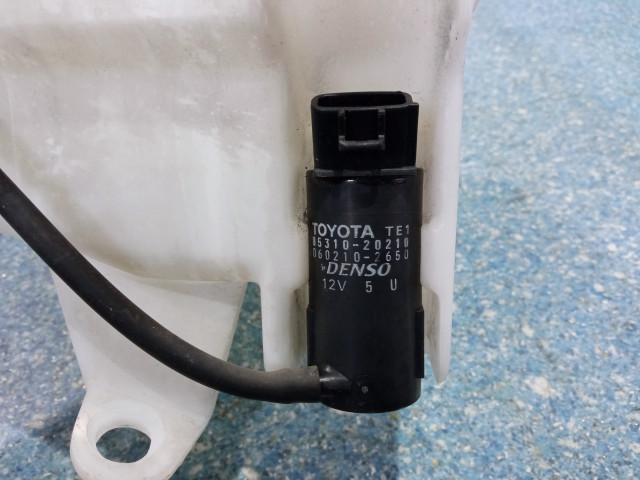 TOYOTA TE1
85310-20210
060210-2650
DENSO
12V 5 U